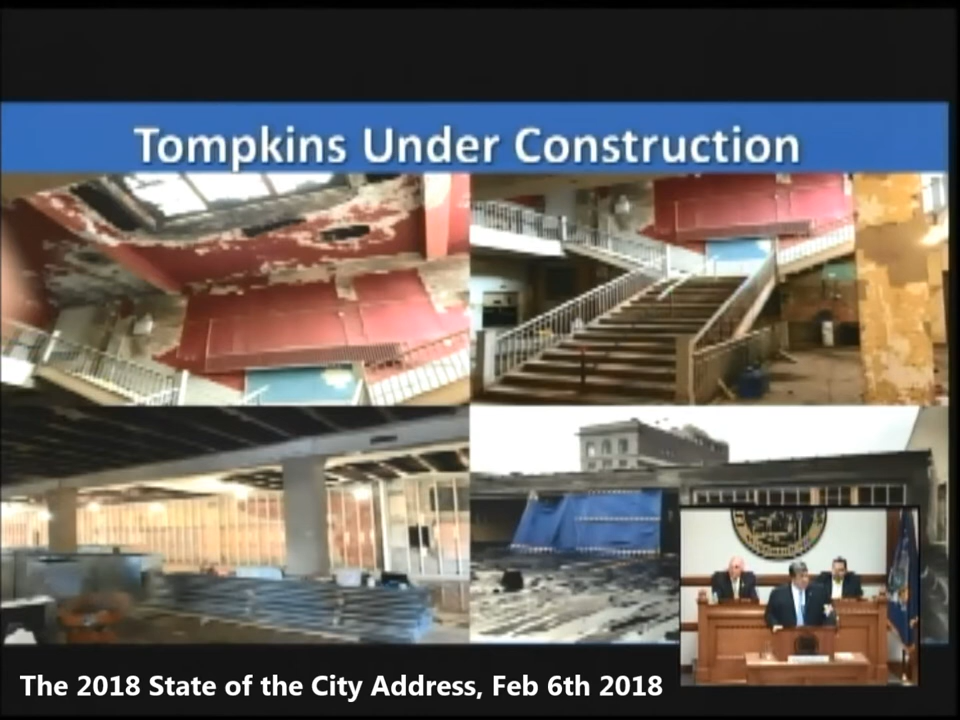 Tompkins Under Construction
The 2018 State of the City Address, Feb 6th 2018